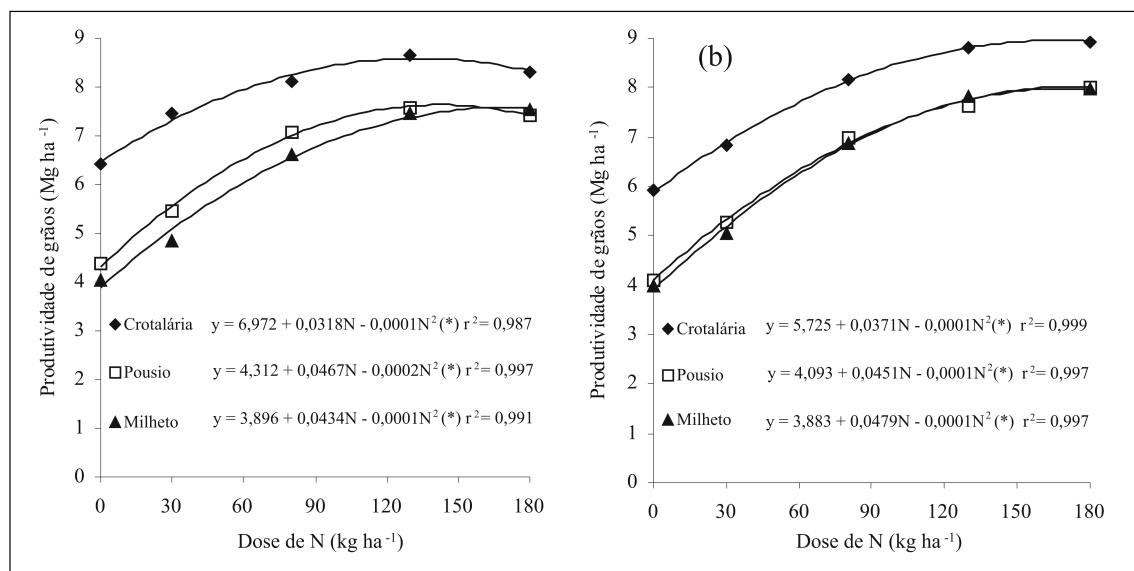 Produtividade de grãos (Mg ha -1)
9
8
7
6
5
4
3
2
1
0
Crotalária y = 6,972 + 0,0318N - 0,0001N2 (*) r2 = 0,987
Pousio y = 4,312 + 0,0467N - 0,0002N2 (*) r2 = 0,997
Milheto y = 3,896 + 0,0434N - 0,0001N2 (*) r2 = 0,991
0 30 60 90 120 150 180
Dose de N (kg ha -1)
(b)
Produtividade de grãos (Mg ha -1)
9
8
7
6
5
4
3
2
1
0
Crotalária y = 5,725 + 0,0371N - 0,0001N2(*) r2 = 0,999
Pousio y = 4,093 + 0,0451N - 0,0001N2(*) r2 = 0,997
Milheto y = 3,883 + 0,0479N - 0,0001N2 (*) r2 = 0,997
0 30 60 90 120 150 180
Dose de N (kg ha -1)